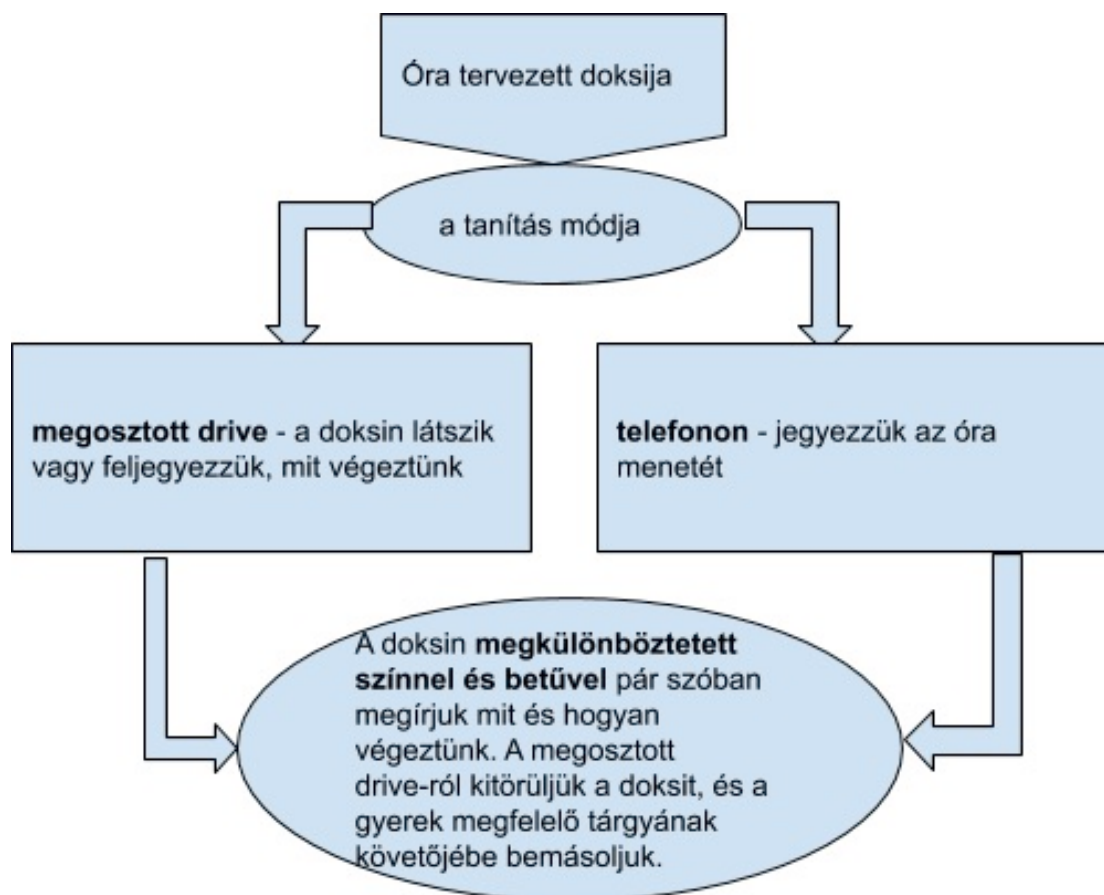 Óra tervezett doksija
a tanítás módja
megosztott drive - a doksin látszik
vagy feljegyezzük, mit végeztünk
telefonon - jegyezzük az óra
menetét
A doksin megkülönböztetett
színnel és betűvel pár szóban
megírjuk mit és hogyan
végeztünk. A megosztott
drive-ról kitörüljük a doksit, és a
gyerek megfelelő tárgyának
követőjébe bemásoljuk.